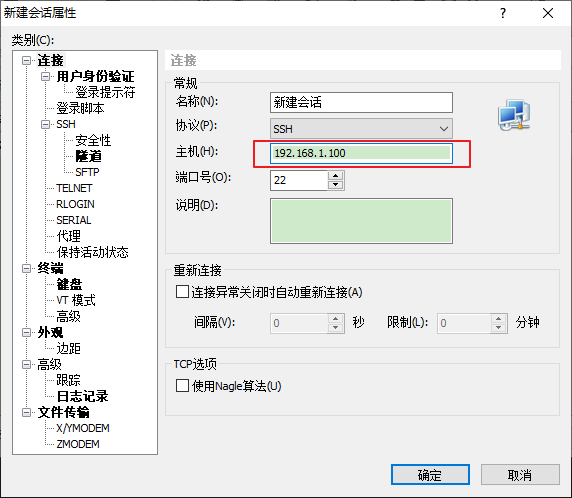 新建会话属性
类别(C):
连接
用户身份验证
登录提示符
登录脚本
SSH
安全性
隧道
SFTP
TELNET
RLOGIN
SERIAL
代理
保持活动状态
终端
键盘
VT 模式
高级
外观
边距
高级
跟踪
日志记录
文件传输
X/YMODEM
ZMODEM
连接
常规
名称(N): 新建会话
协议(P): SSH
主机(H): 192.168.1.100
端口号(O): 22
说明(D):
重新连接
连接异常关闭时自动重新连接(A)
间隔(V): 0 秒 限制(L): 0 分钟
TCP选项
使用Nagle算法(U)
确定 取消